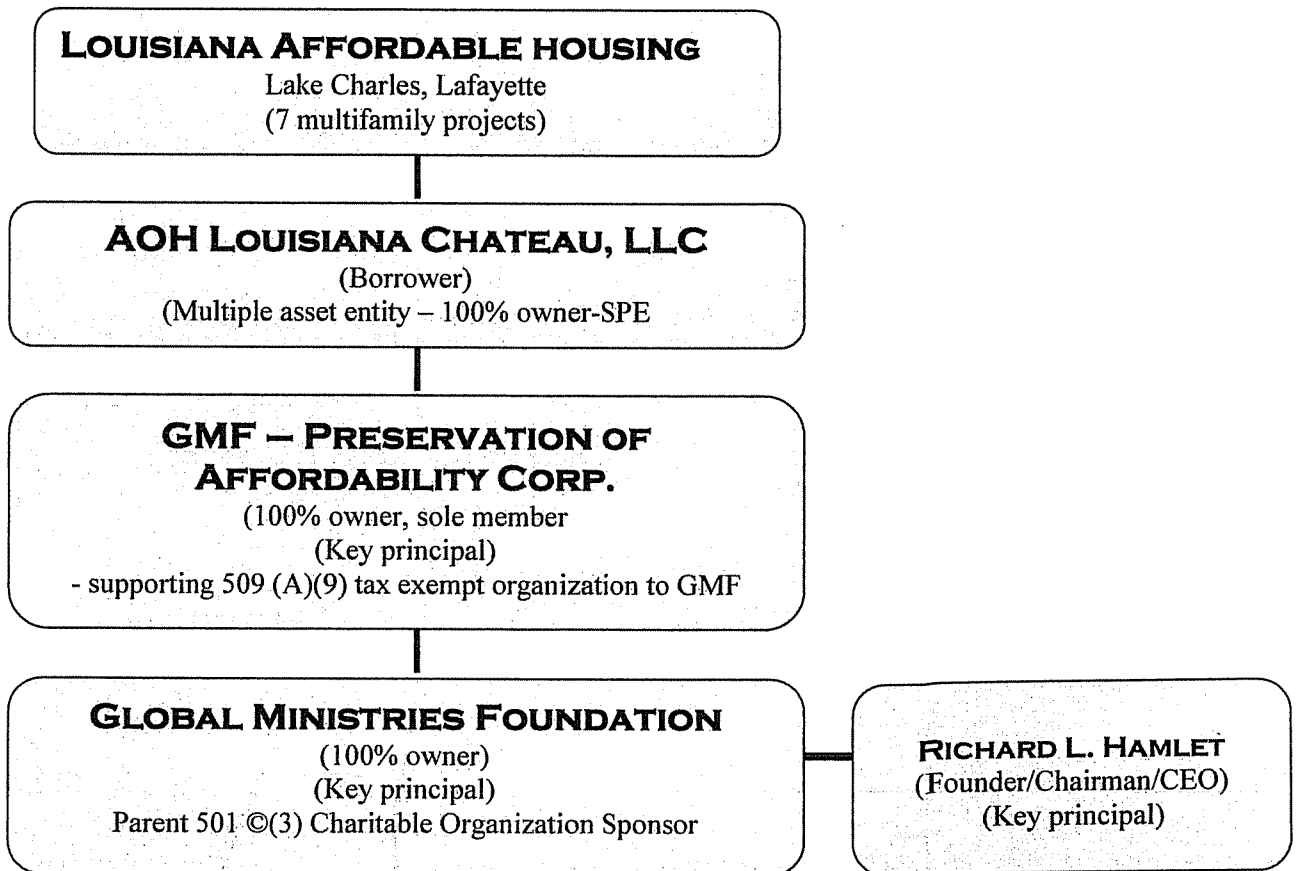 LOUISIANA AFFORDABLE HOUSING
Lake Charles, Lafayette
(7 multifamily projects)
AOH LOUISIANA CHATEAU, LLC
(Borrower)
(Multiple asset entity – 100% owner-SPE
GMF – PRESERVATION OF
AFFORDABILITY CORP.
(100% owner, sole member
(Key principal)
- supporting 509 (A)(9) tax exempt organization to GMF
GLOBAL MINISTRIES FOUNDATION
(100% owner)
(Key principal)
Parent 501 ©(3) Charitable Organization Sponsor
RICHARD L. HAMLET
(Founder/Chairman/CEO)
(Key principal)